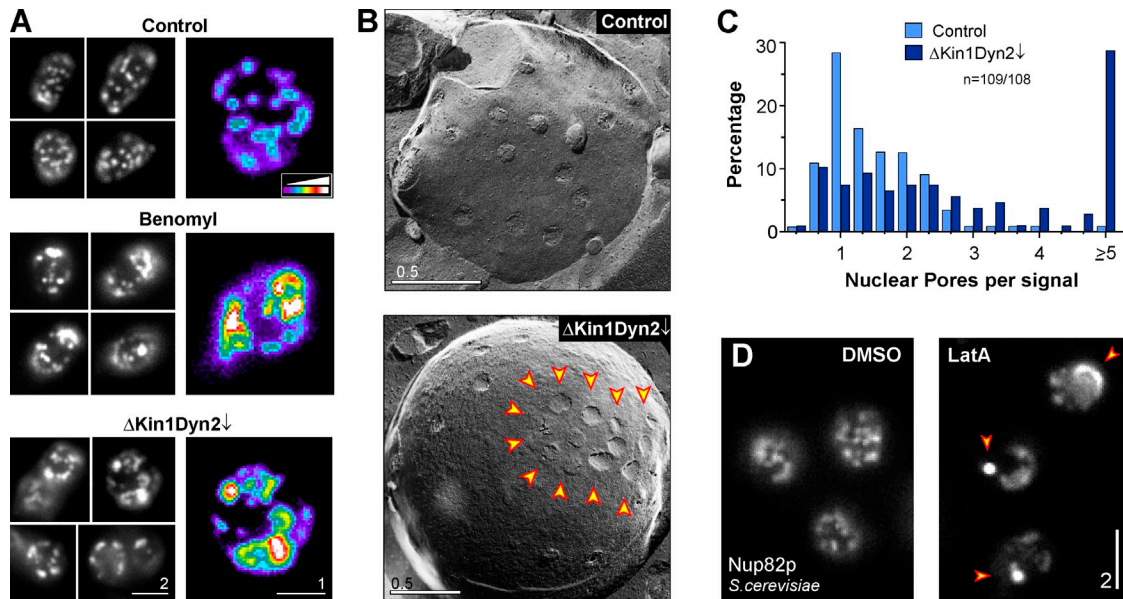 A
Control
Benomyl
ΔKin1Dyn2↓
2
1
B
Control
0.5
ΔKin1Dyn2↓
0.5
C
Control
ΔKin1Dyn2↓
n=109/108
30
20
10
0
Percentage
1
2
3
4
≥5
Nuclear Pores per signal
D
DMSO
Nup82p
S.cerevisiae
LatA
2